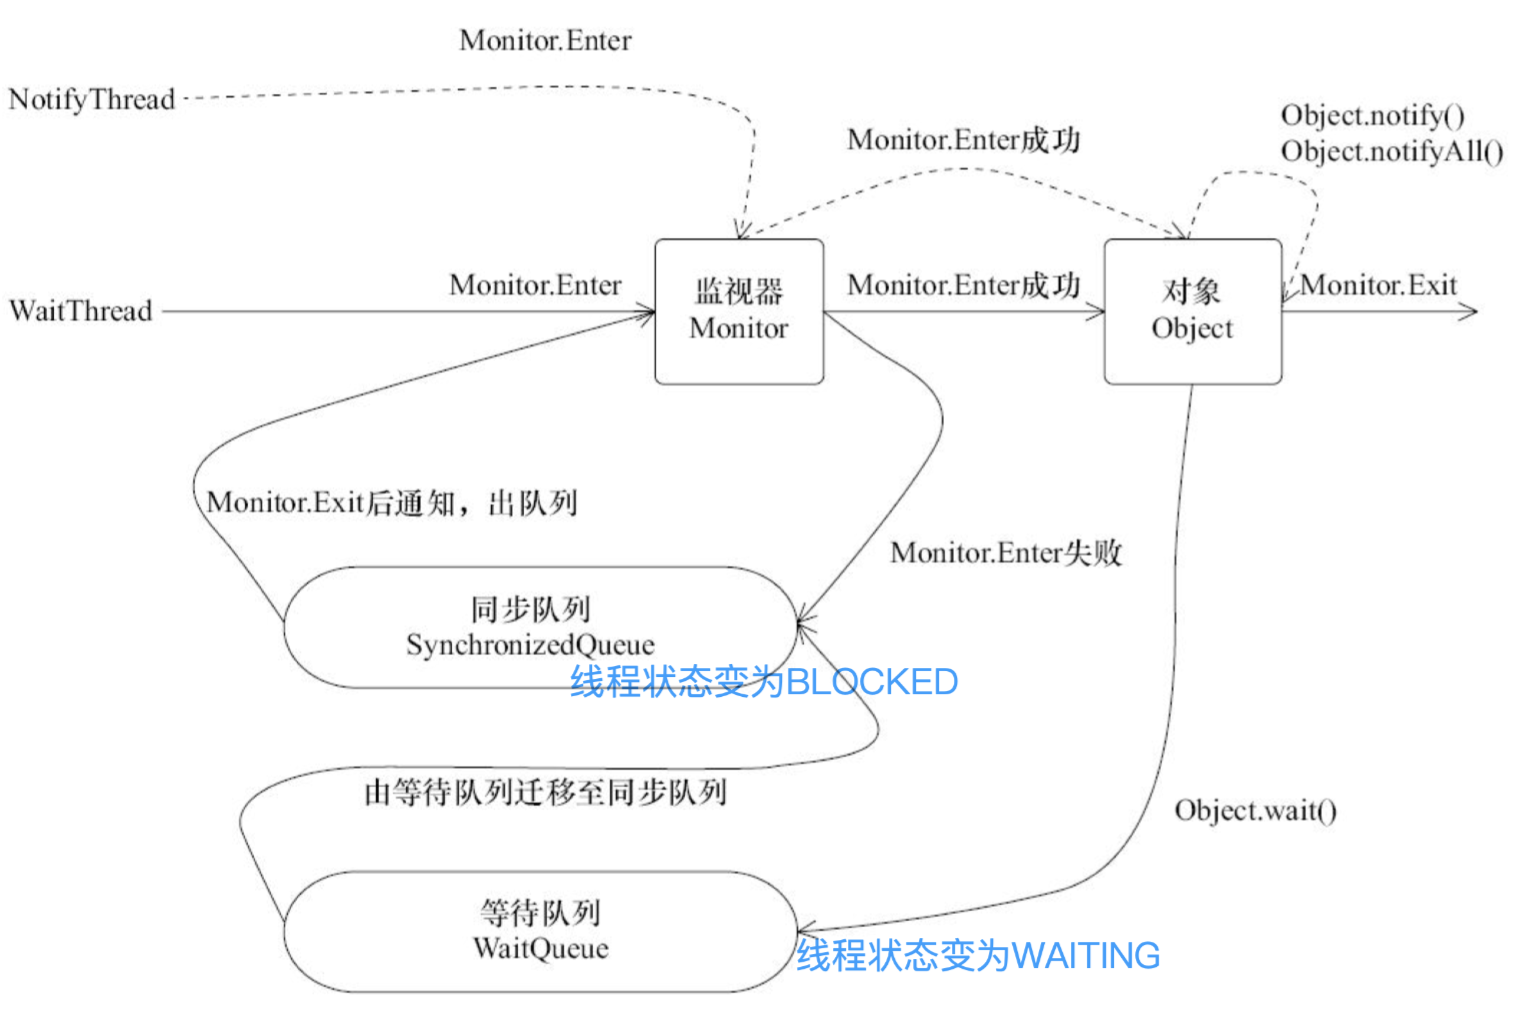 Monitor.Enter
NotifyThread
Object.notify()
Monitor.Enter成功
Object.notifyAll()
Monitor.Enter
监视器
Monitor
Monitor.Enter成功
对象
Object
Monitor.Exit
WaitThread
Monitor.Exit后通知，出队列
Monitor.Enter失败
同步队列
SynchronizedQueue
线程状态变为BLOCKED
由等待队列迁移至同步队列
Object.wait()
等待队列
WaitQueue
线程状态变为WAITING